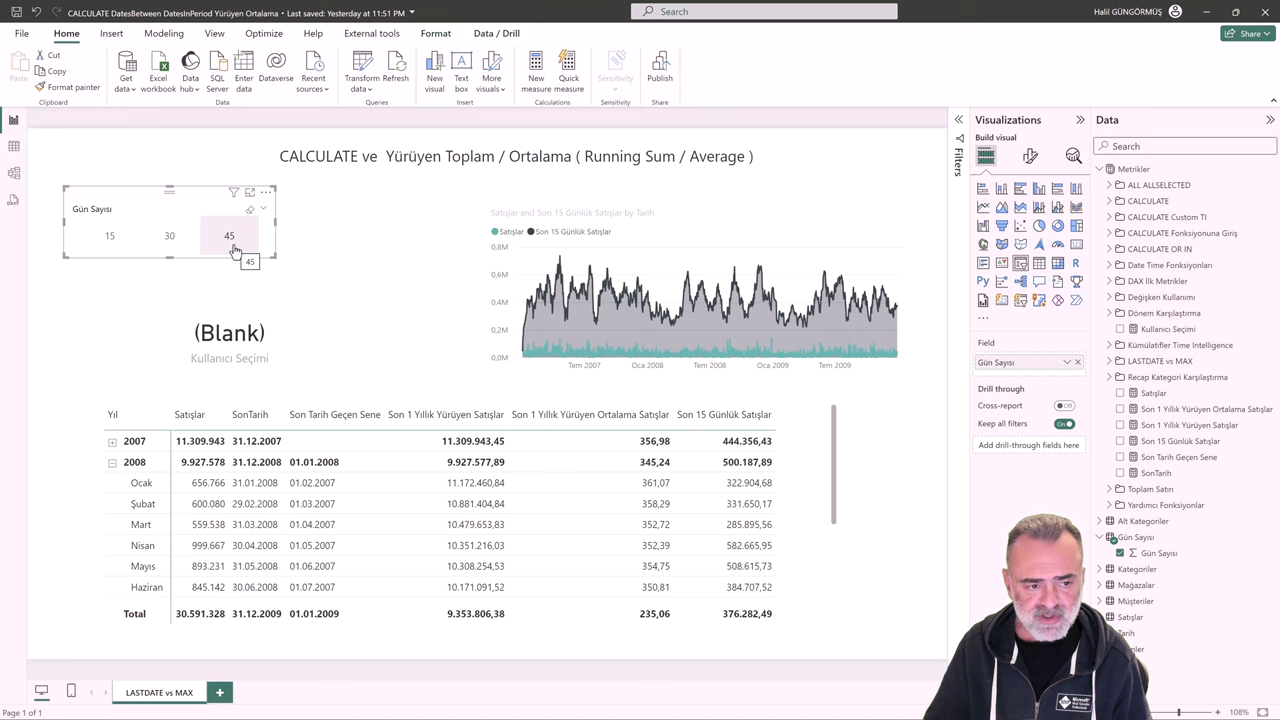 CALCULATE DatesBetween DatesInPeriod Yürüyen Ortalama • Last saved: Yesterday at 11:51 PM
Search
Halil GÜNGÖRMÜŞ
File Home Insert Modeling View Optimize Help External tools Format Data / Drill
Share
Paste
Cut
Copy
Format painter
Get data
Excel workbook
Data hub
SQL Server
Enter data
Dataverse
Recent sources
Transform data
Refresh
New visual
Text box
More visuals
New measure
Quick measure
Sensitivity
Publish
Clipboard Data Queries Insert Calculations Sensitivity Share
CALCULATE ve Yürüyen Toplam / Ortalama ( Running Sum / Average )
Gün Sayısı
15 30 45
45
(Blank)
Kullanıcı Seçimi
Satışlar and Son 15 Günlük Satışlar by Tarih
Satışlar Son 15 Günlük Satışlar
0,8M
0,6M
0,4M
0,2M
0,0M
Tem 2007 Oca 2008 Tem 2008 Oca 2009 Tem 2009
Yıl Satışlar SonTarih Son Tarih Geçen Sene Son 1 Yıllık Yürüyen Satışlar Son 1 Yıllık Yürüyen Ortalama Satışlar Son 15 Günlük Satışlar
2007 11.309.943 31.12.2007 11.309.943,45 356,98 444.356,43
2008 9.927.578 31.12.2008 01.01.2008 9.927.577,89 345,24 500.187,89
Ocak 656.766 31.01.2008 01.02.2007 11.172.460,84 361,07 322.904,68
Şubat 600.080 29.02.2008 01.03.2007 10.881.404,84 358,29 331.650,17
Mart 559.538 31.03.2008 01.04.2007 10.479.653,83 352,72 285.895,56
Nisan 999.667 30.04.2008 01.05.2007 10.351.216,03 352,39 582.665,95
Mayıs 893.231 31.05.2008 01.06.2007 10.308.254,53 354,75 508.615,73
Haziran 845.142 30.06.2008 01.07.2007 10.171.091,52 350,81 384.707,52
Total 30.591.328 31.12.2009 01.01.2009 9.353.806,38 235,06 376.282,49
LASTDATE vs MAX
Page 1 of 1
Filters
Visualizations
Build visual
Py
R
Field
Gün Sayısı
Drill through
Cross-report Off
Keep all filters On
Add drill-through fields here
Data
Search
Metrikler
ALL ALLSELECTED
CALCULATE
CALCULATE Custom TI
CALCULATE Fonksiyonuna Giriş
CALCULATE OR IN
Date Time Fonksiyonları
DAX İlk Metrikler
Değişken Kullanımı
Dönem Karşılaştırma
Kullanıcı Seçimi
Kümülatifler Time Intelligence
LASTDATE vs MAX
Recap Kategori Karşılaştırma
Satışlar
Son 1 Yıllık Yürüyen Ortalama Satışlar
Son 1 Yıllık Yürüyen Satışlar
Son 15 Günlük Satışlar
Son Tarih Geçen Sene
SonTarih
Toplam Satırı
Yardımcı Fonksiyonlar
Alt Kategoriler
Gün Sayısı
Gün Sayısı
Kategoriler
Mağazalar
Müşteriler
Satışlar
Tarih
108%